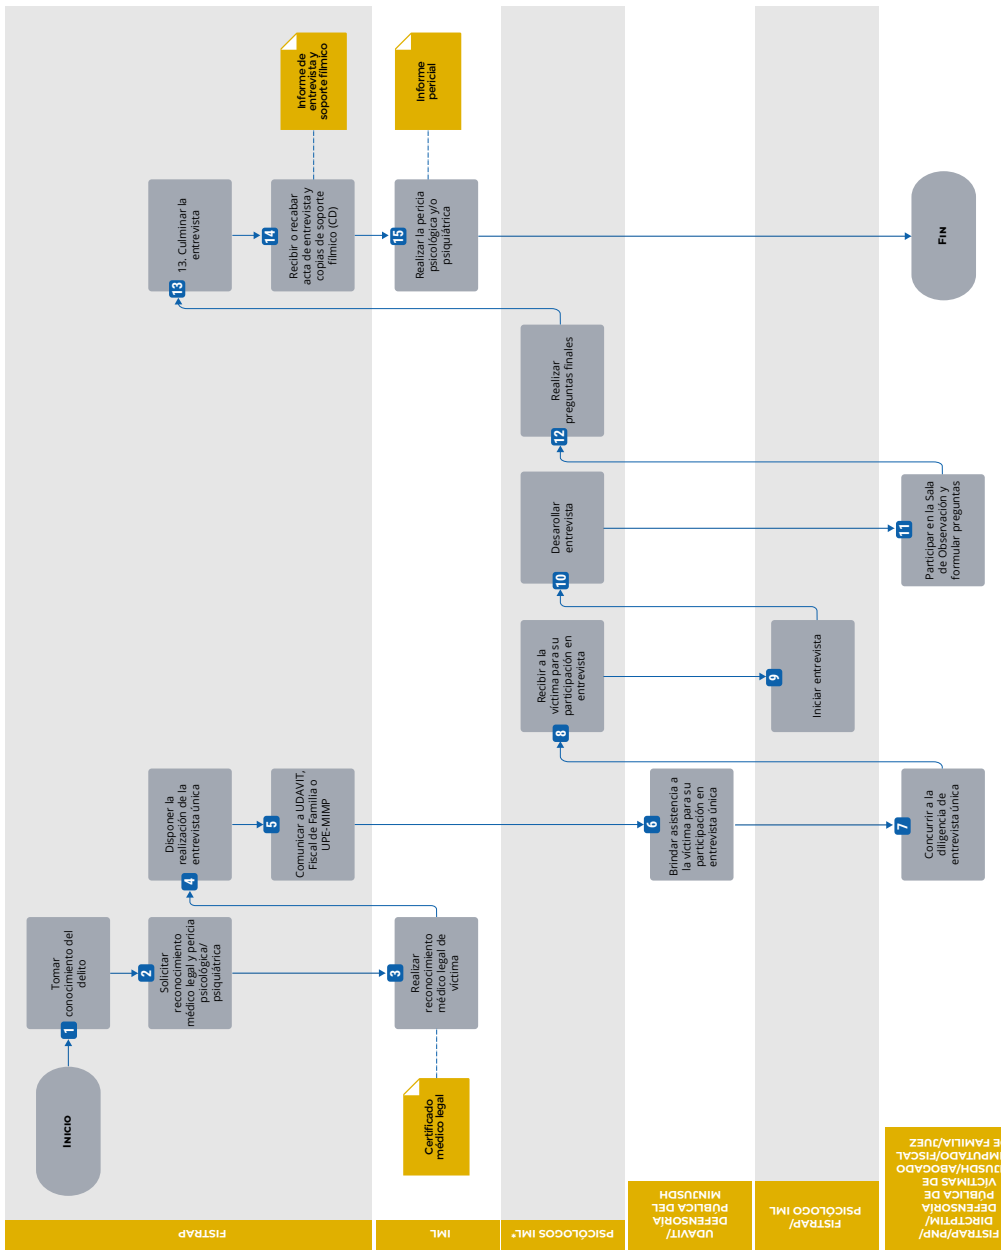 FISTRAP
IML
PSICÓLOGOS IML*
UDAVIT/
DEFENSORÍA
PÚBLICA DEL
MINJUSDH
FISTRAP/
PSICÓLOGO IML
FISTRAP/PNP/
DIRCTPTIM/
DEFENSORÍA
PÚBLICA DE
VÍCTIMAS DE
JUSDH/ABOGADO
IMPUTADO/FISCAL
DE FAMILIA/JUEZ
INICIO
1
Tomar
conocimiento del
delito
2
Solicitar
reconocimiento
médico legal y pericia
psicológica/
psiquiátrica
3
Realizar
reconocimiento
médico legal de
víctima
Certificado
médico legal
4
Disponer la
realización de la
entrevista única
5
Comunicar a UDAVIT,
Fiscal de Familia o
UPE-MIMP
6
Brindar asistencia a
la víctima para su
participación en
entrevista única
7
Concurrir a la
diligencia de
entrevista única
8
Recibir a la
víctima para su
participación en
entrevista
9
Iniciar entrevista
10
Desarollar
entrevista
11
Participar en la Sala
de Observación y
formular preguntas
12
Realizar
preguntas finales
13
13. Culminar la
entrevista
14
Recibir o recabar
acta de entrevista y
copias de soporte
fílmico (CD)
Informe de
entrevista y
soporte fílmico
15
Realizar la pericia
psicológica y/o
psiquiátrica
Informe
pericial
FIN